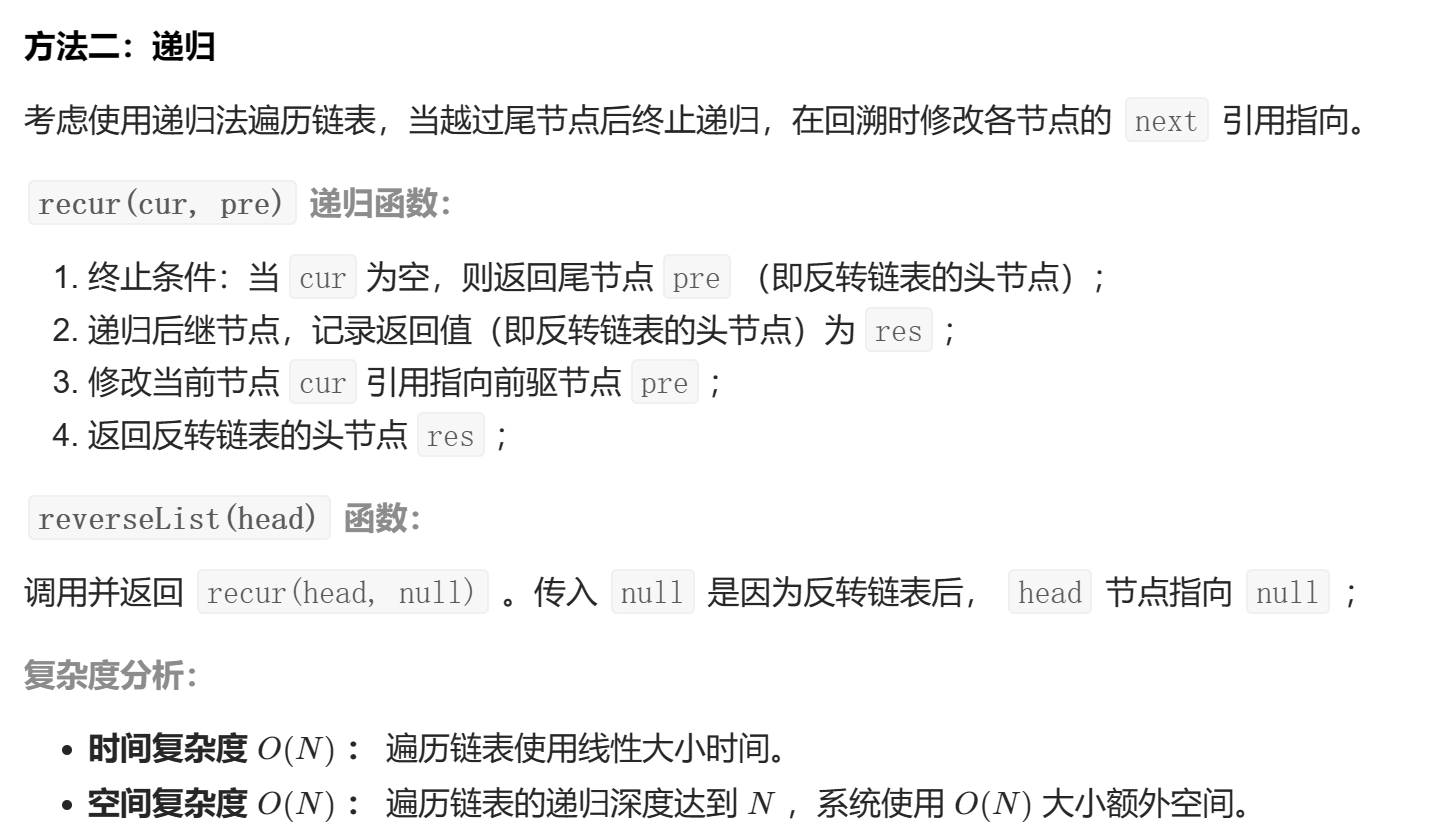 方法二：递归
考虑使用递归法遍历链表，当越过尾节点后终止递归，在回溯时修改各节点的 next 引用指向。
recur(cur, pre) 递归函数：
1. 终止条件：当 cur 为空，则返回尾节点 pre （即反转链表的头节点）；
2. 递归后继节点，记录返回值（即反转链表的头节点）为 res ；
3. 修改当前节点 cur 引用指向前驱节点 pre ；
4. 返回反转链表的头节点 res ；
reverseList(head) 函数：
调用并返回 recur(head, null) 。传入 null 是因为反转链表后， head 节点指向 null ；
复杂度分析：
• 时间复杂度 O(N) ： 遍历链表使用线性大小时间。
• 空间复杂度 O(N) ： 遍历链表的递归深度达到 N ，系统使用 O(N) 大小额外空间。